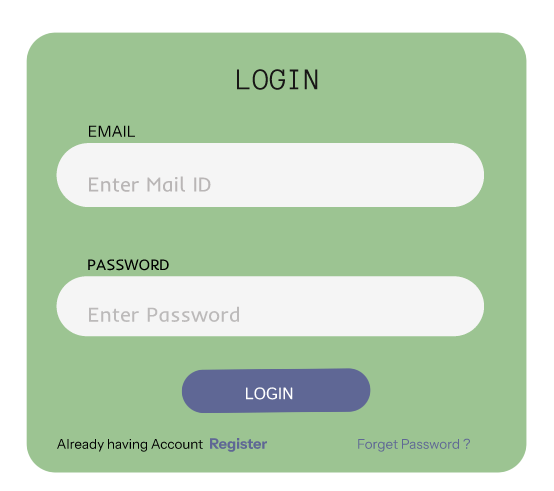 LOGIN
EMAIL
Enter Mail ID
PASSWORD
Enter Password
LOGIN
Already having Account Register Forget Password ?